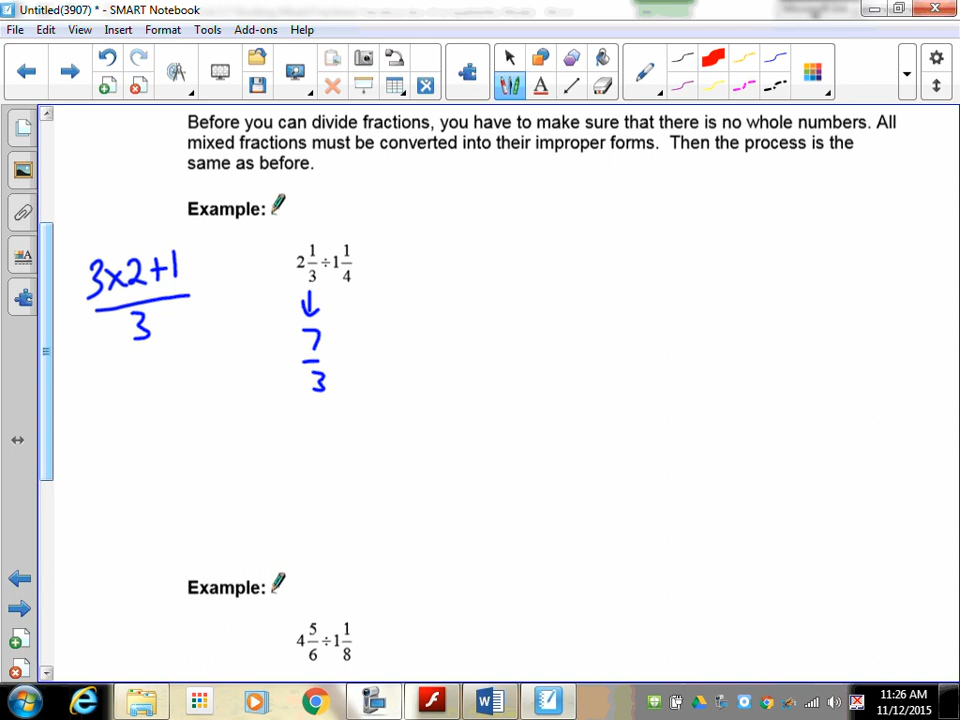 Untitled(3907) * - SMART Notebook
File Edit View Insert Format Tools Add-ons Help
Before you can divide fractions, you have to make sure that there is no whole numbers. All
mixed fractions must be converted into their improper forms. Then the process is the
same as before.
Example:
2 1/3 ÷ 1 1/4
3x2+1
3
↓
7
3
Example:
4 5/6 ÷ 1 1/8
11:26 AM
11/12/2015